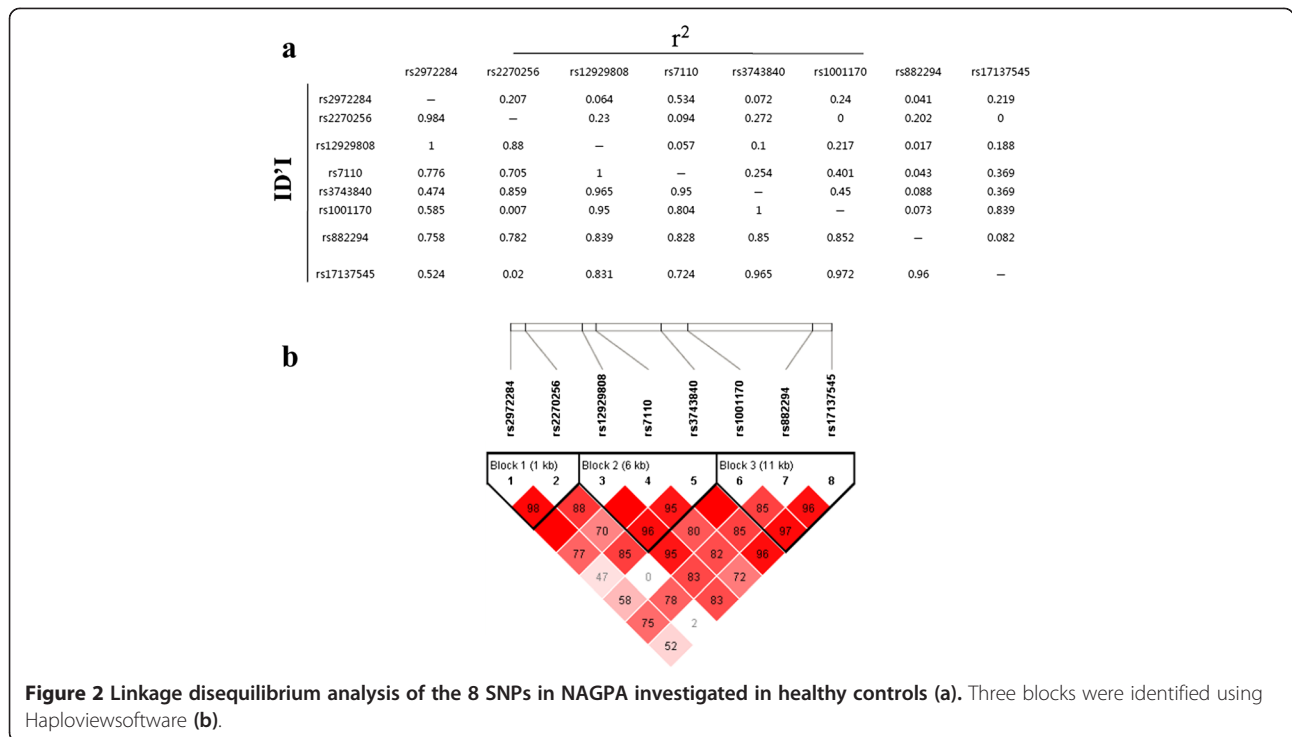 a
r²
rs2972284 rs2270256 rs12929808 rs7110 rs3743840 rs1001170 rs882294 rs17137545
ID'I
rs2972284 — 0.207 0.064 0.534 0.072 0.24 0.041 0.219
rs2270256 0.984 — 0.23 0.094 0.272 0 0.202 0
rs12929808 1 0.88 — 0.057 0.1 0.217 0.017 0.188
rs7110 0.776 0.705 1 — 0.254 0.401 0.043 0.369
rs3743840 0.474 0.859 0.965 0.95 — 0.45 0.088 0.369
rs1001170 0.585 0.007 0.95 0.804 1 — 0.073 0.839
rs882294 0.758 0.782 0.839 0.828 0.85 0.852 — 0.082
rs17137545 0.524 0.02 0.831 0.724 0.965 0.972 0.96 —
b
rs2972284 rs2270256 rs12929808 rs7110 rs3743840 rs1001170 rs882294 rs17137545
Block 1 (1 kb) Block 2 (6 kb) Block 3 (11 kb)
1 2 3 4 5 6 7 8
98 88 95 85 96
70 96 80 85 97
77 85 95 82 96
47 0 83 72
58 78 83
75 2
52
Figure 2 Linkage disequilibrium analysis of the 8 SNPs in NAGPA investigated in healthy controls (a). Three blocks were identified using
Haploviewsoftware (b).